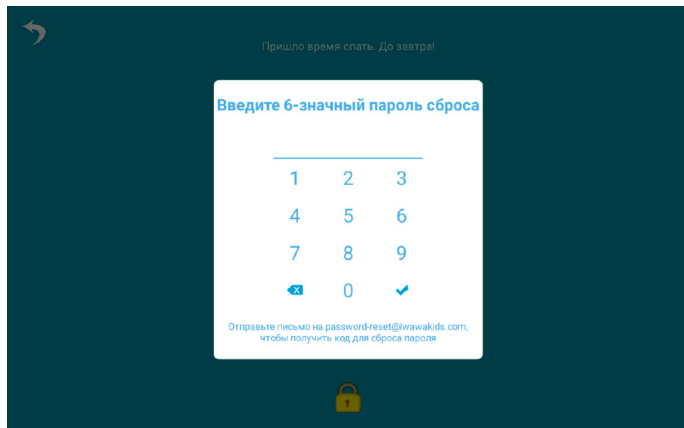 Пришло время спать. До завтра!
Введите 6-значный пароль сброса
1 2 3
4 5 6
7 8 9
0
Отправьте письмо на password-reset@iwawakids.com,
чтобы получить код для сброса пароля